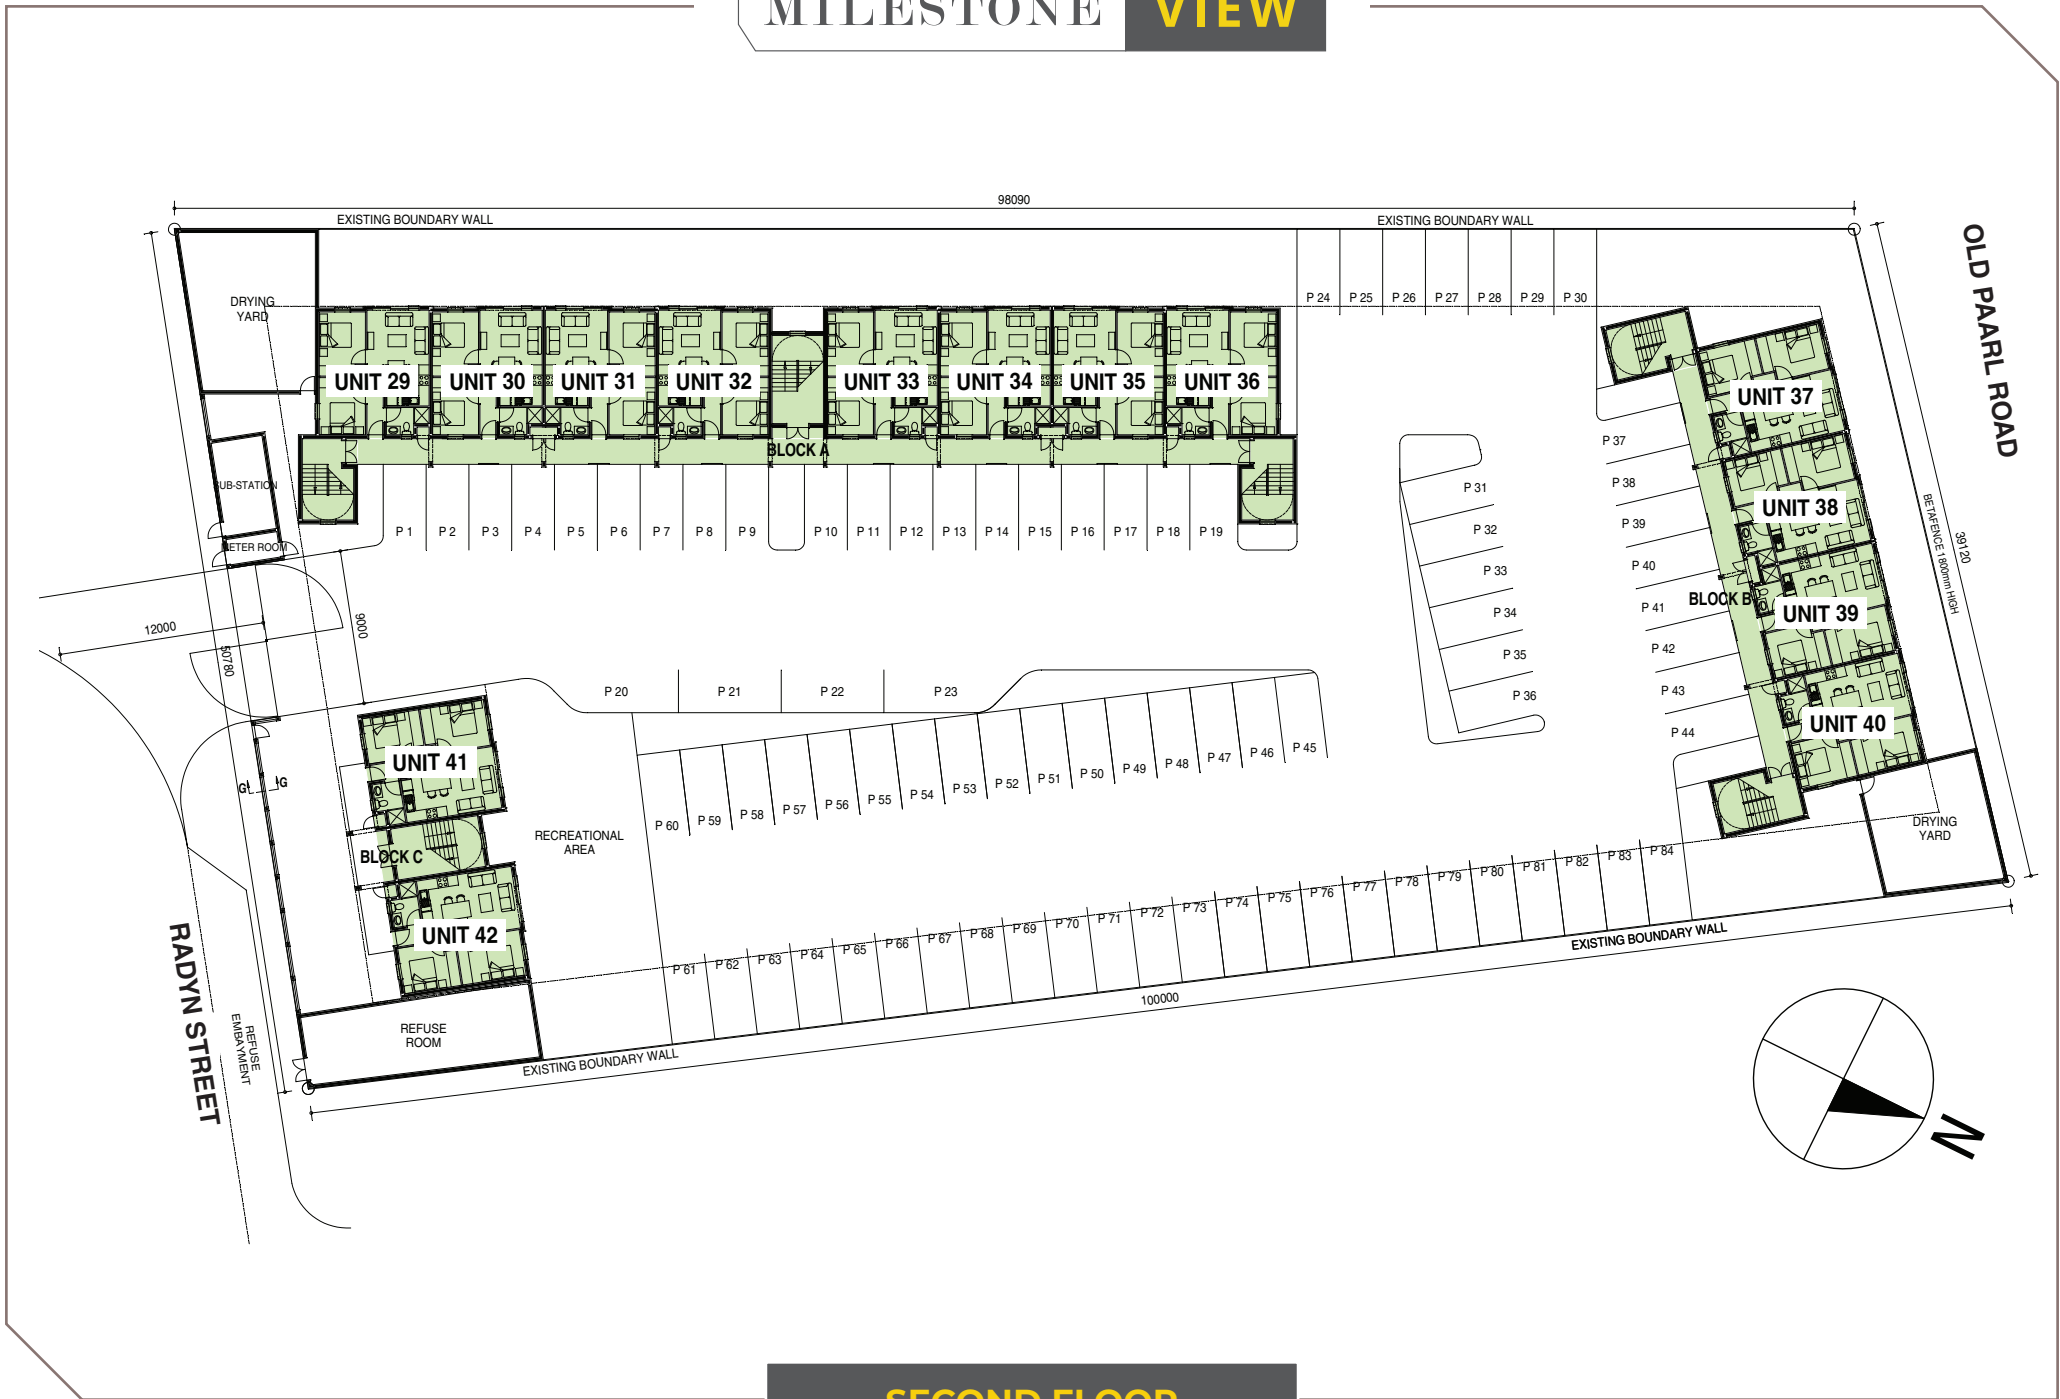 MILESTONE VIEW
98090
EXISTING BOUNDARY WALL
EXISTING BOUNDARY WALL
OLD PAARL ROAD
DRYING
YARD
P 24
P 25
P 26
P 27
P 28
P 29
P 30
UNIT 29
UNIT 30
UNIT 31
UNIT 32
UNIT 33
UNIT 34
UNIT 35
UNIT 36
UNIT 37
BLOCK A
SUB-STATION
METER ROOM
P 1
P 2
P 3
P 4
P 5
P 6
P 7
P 8
P 9
P 10
P 11
P 12
P 13
P 14
P 15
P 16
P 17
P 18
P 19
P 31
P 32
P 33
P 34
P 35
P 36
P 37
P 38
P 39
P 40
P 41
P 42
P 43
P 44
UNIT 38
BLOCK B
UNIT 39
UNIT 40
BETAFENCE 1800mm HIGH
39120
12000
50780
9000
P 20
P 21
P 22
P 23
UNIT 41
G
G
BLOCK C
UNIT 42
RECREATIONAL
AREA
P 60
P 59
P 58
P 57
P 56
P 55
P 54
P 53
P 52
P 51
P 50
P 49
P 48
P 47
P 46
P 45
DRYING
YARD
P 61
P 62
P 63
P 64
P 65
P 66
P 67
P 68
P 69
P 70
P 71
P 72
P 73
P 74
P 75
P 76
P 77
P 78
P 79
P 80
P 81
P 82
P 83
P 84
EXISTING BOUNDARY WALL
100000
RADYN STREET
REFUSE
EMBAYMENT
REFUSE
ROOM
EXISTING BOUNDARY WALL
N
SECOND FLOOR